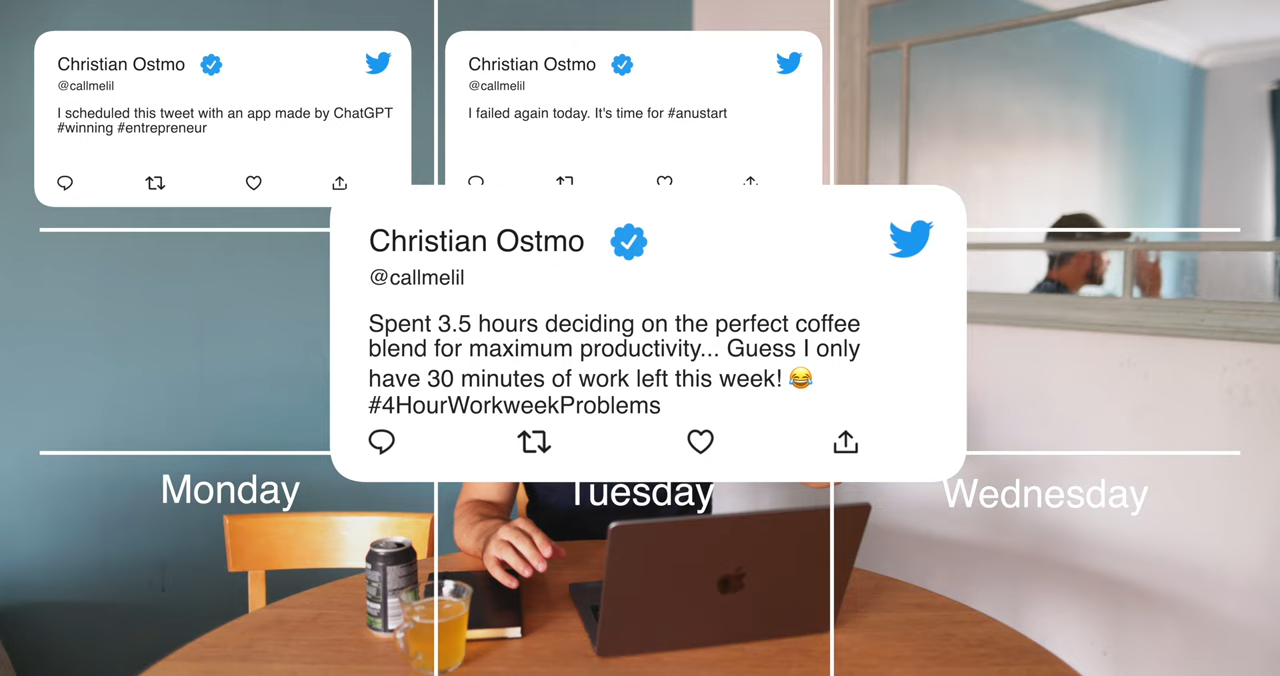 Christian Ostmo
@callmelil
I scheduled this tweet with an app made by ChatGPT
#winning #entrepreneur
Christian Ostmo
@callmelil
I failed again today. It's time for #anustart
Christian Ostmo
@callmelil
Spent 3.5 hours deciding on the perfect coffee
blend for maximum productivity... Guess I only
have 30 minutes of work left this week! 😂
#4HourWorkweekProblems
Monday
Tuesday
Wednesday